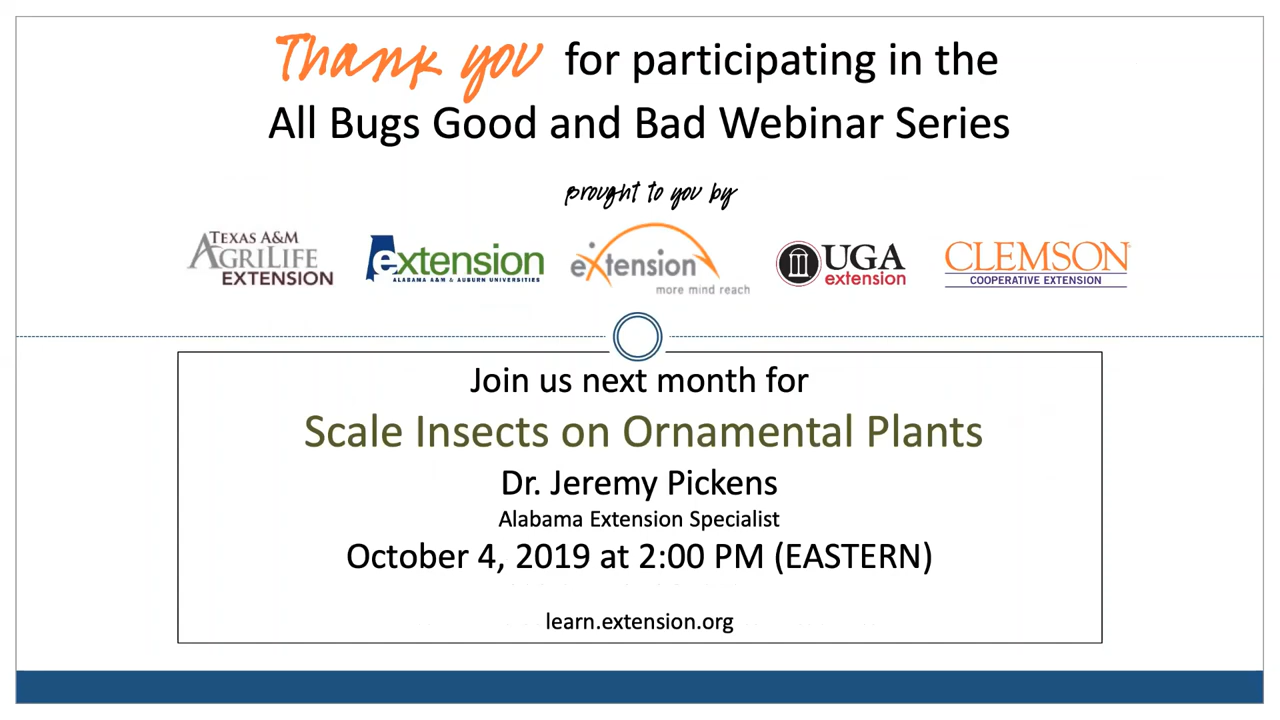 Thank you for participating in the
All Bugs Good and Bad Webinar Series
Brought to you by
TEXAS A&M
AGRILIFE
EXTENSION
extension
ALABAMA A&M & AUBURN UNIVERSITIES
eXtension
more mind reach
UGA
extension
CLEMSON
COOPERATIVE EXTENSION
Join us next month for
Scale Insects on Ornamental Plants
Dr. Jeremy Pickens
Alabama Extension Specialist
October 4, 2019 at 2:00 PM (EASTERN)
learn.extension.org